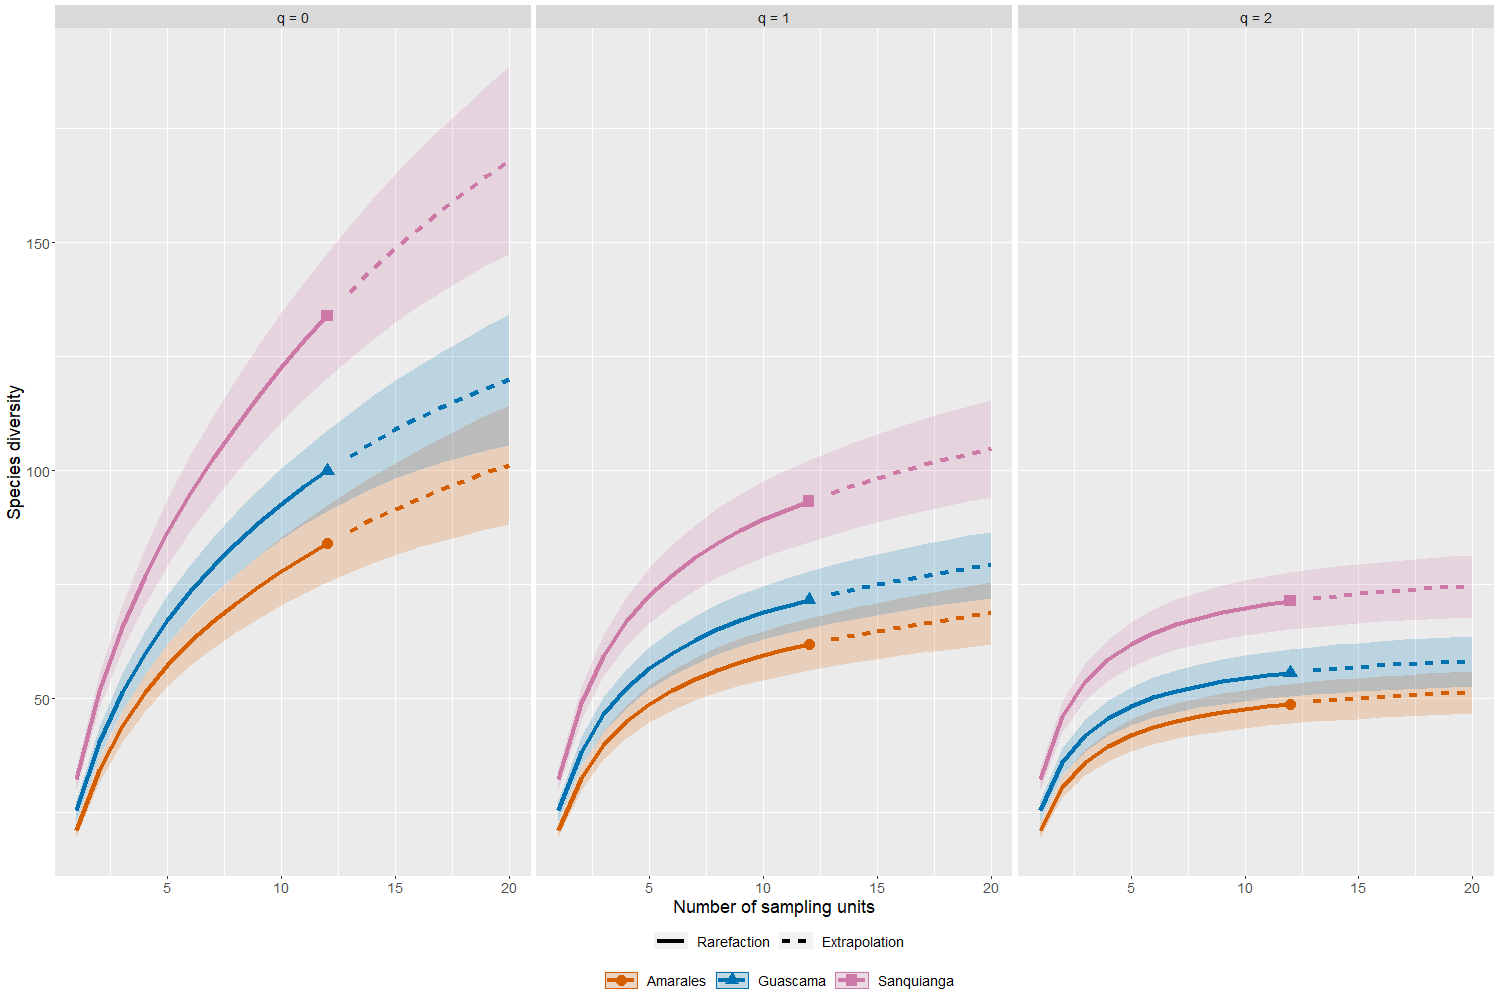 q = 0 q = 1 q = 2
Species diversity
150
100
50
5 10 15 20 5 10 15 20 5 10 15 20
Number of sampling units
Rarefaction Extrapolation
Amarales Guascama Sanquianga